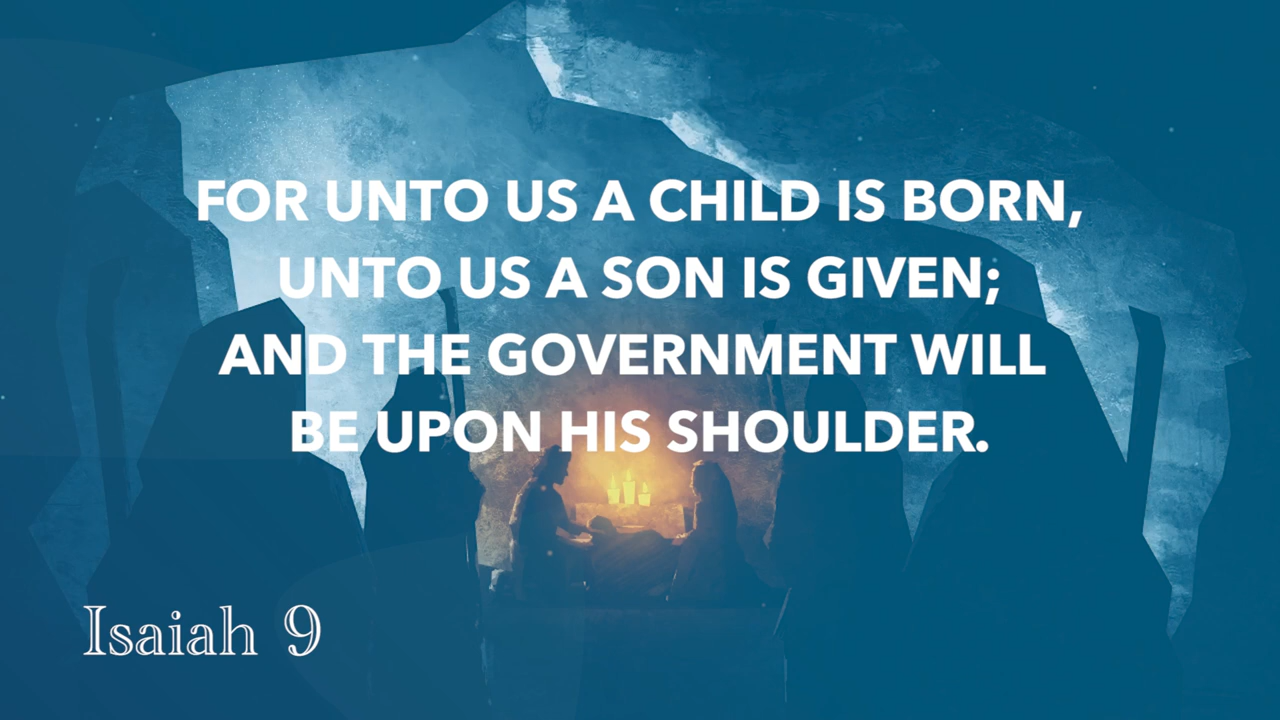 FOR UNTO US A CHILD IS BORN,
UNTO US A SON IS GIVEN;
AND THE GOVERNMENT WILL
BE UPON HIS SHOULDER.
Isaiah 9